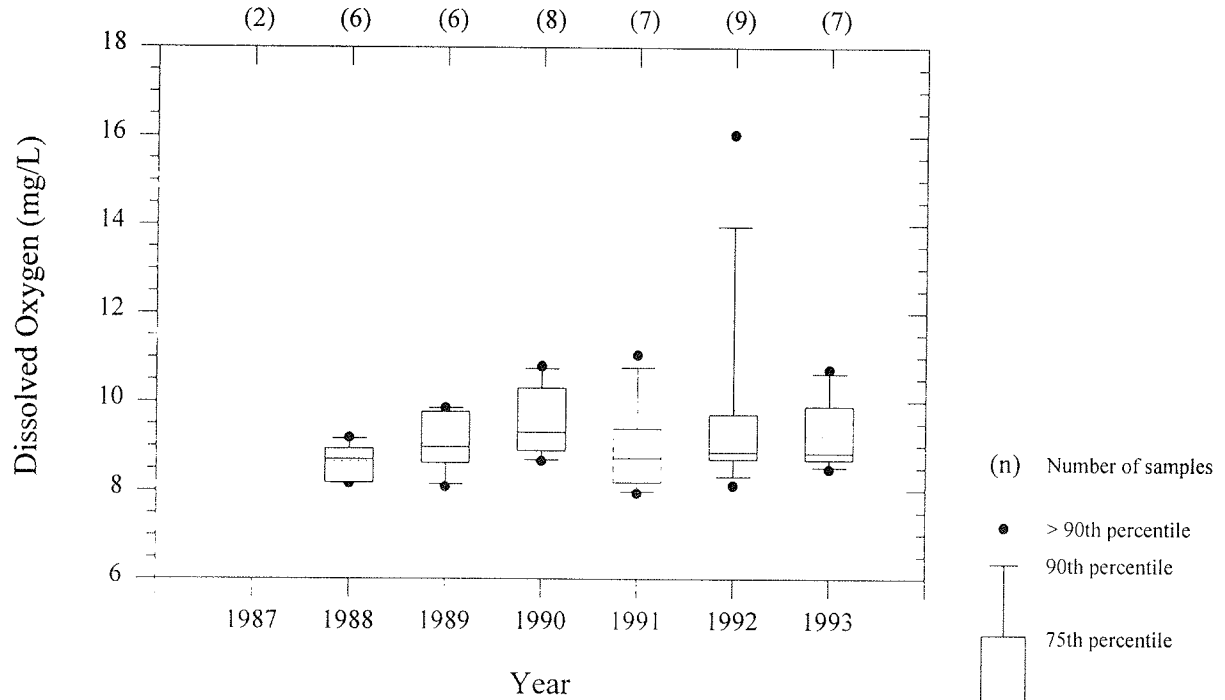 (2) (6) (6) (8) (7) (9) (7)
18
16
14
12
10
8
6
Dissolved Oxygen (mg/L)
1987 1988 1989 1990 1991 1992 1993
Year
(n) Number of samples
> 90th percentile
90th percentile
75th percentile